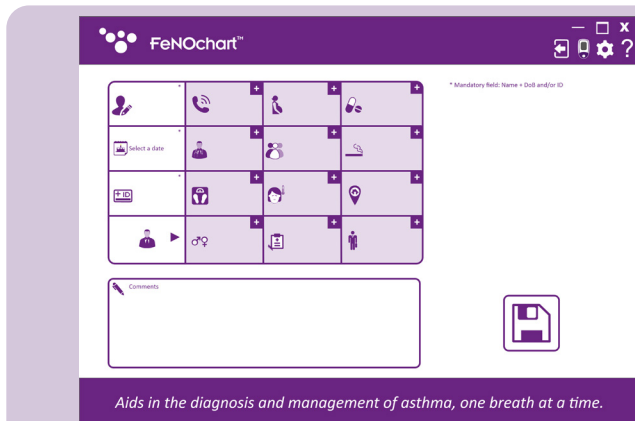 FeNOchart™
* Mandatory field: Name + DoB and/or ID
*
*
Select a date
*
+ ID
Comments
Aids in the diagnosis and management of asthma, one breath at a time.